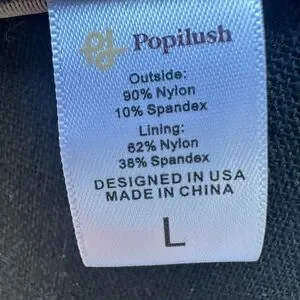 Popilush
Outside:
90% Nylon
10% Spandex
Lining:
62% Nylon
38% Spandex
DESIGNED IN USA
MADE IN CHINA
L